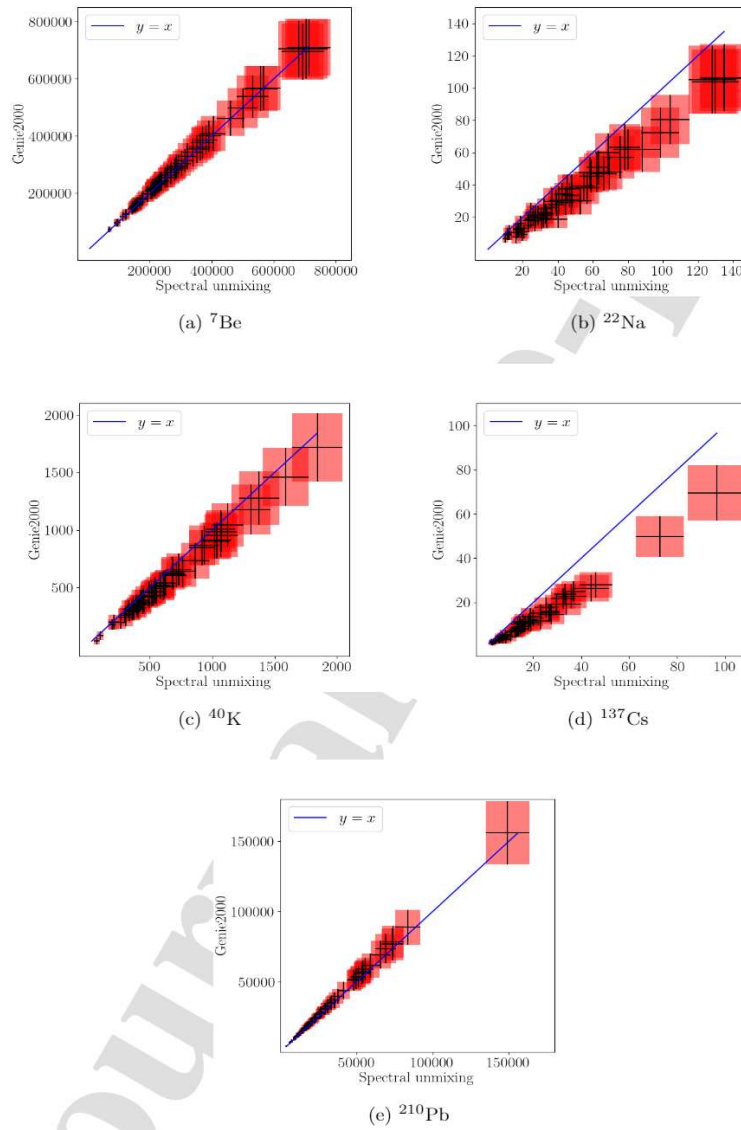 y = x
800000
600000
400000
200000
Genie2000
200000 400000 600000 800000
Spectral unmixing
(a) ⁷Be
y = x
140
120
100
80
60
40
20
Genie2000
20 40 60 80 100 120 140
Spectral unmixing
(b) ²²Na
y = x
2000
1500
1000
500
Genie2000
500 1000 1500 2000
Spectral unmixing
(c) ⁴⁰K
y = x
100
80
60
40
20
Genie2000
20 40 60 80 100
Spectral unmixing
(d) ¹³⁷Cs
y = x
150000
100000
50000
Genie2000
50000 100000 150000
Spectral unmixing
(e) ²¹⁰Pb